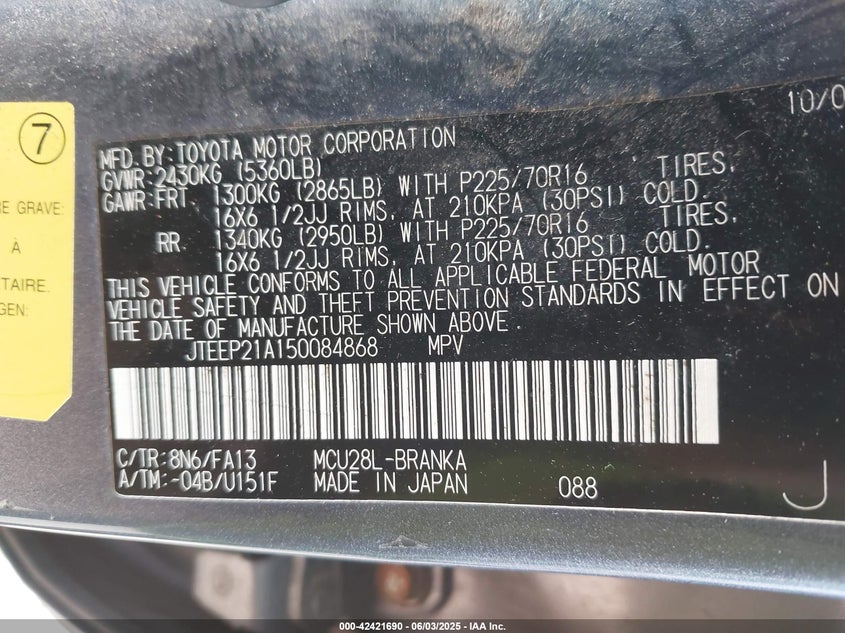 7
RE GRAVE:
À
TAIRE.
GEN:
10/0
MFD. BY: TOYOTA MOTOR CORPORATION
GVWR: 2430KG (5360LB)
GAWR: FRT 1300KG (2865LB) WITH P225/70R16 TIRES,
16X6 1/2JJ RIMS, AT 210KPA (30PSI) COLD.
RR 1340KG (2950LB) WITH P225/70R16 TIRES,
16X6 1/2JJ RIMS, AT 210KPA (30PSI) COLD.
THIS VEHICLE CONFORMS TO ALL APPLICABLE FEDERAL MOTOR
VEHICLE SAFETY AND THEFT PREVENTION STANDARDS IN EFFECT ON
THE DATE OF MANUFACTURE SHOWN ABOVE.
JTEEP21A150084868 MPV
C/TR: 8N6/FA13 MCU28L-BRANKA
A/TM: -04B/U151F MADE IN JAPAN 088 J
000-42421690 - 06/03/2025 - IAA Inc.